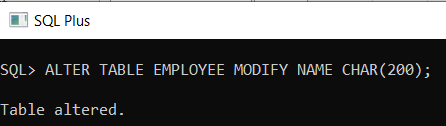 SQL Plus
SQL> ALTER TABLE EMPLOYEE MODIFY NAME CHAR(200);
Table altered.